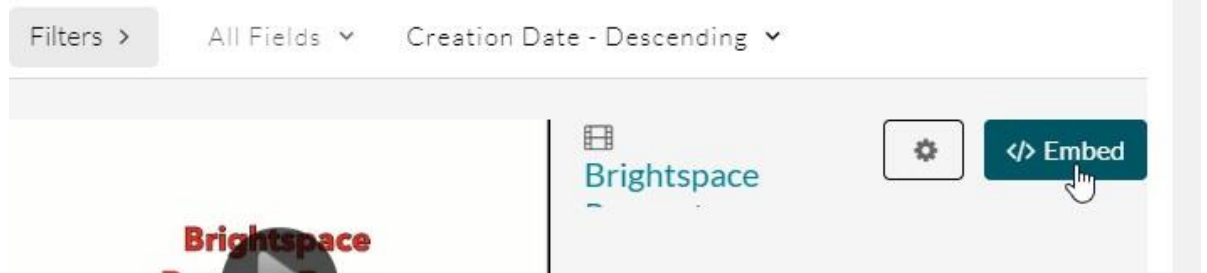 Filters > All Fields Creation Date - Descending
Brightspace
</> Embed
Brightspace